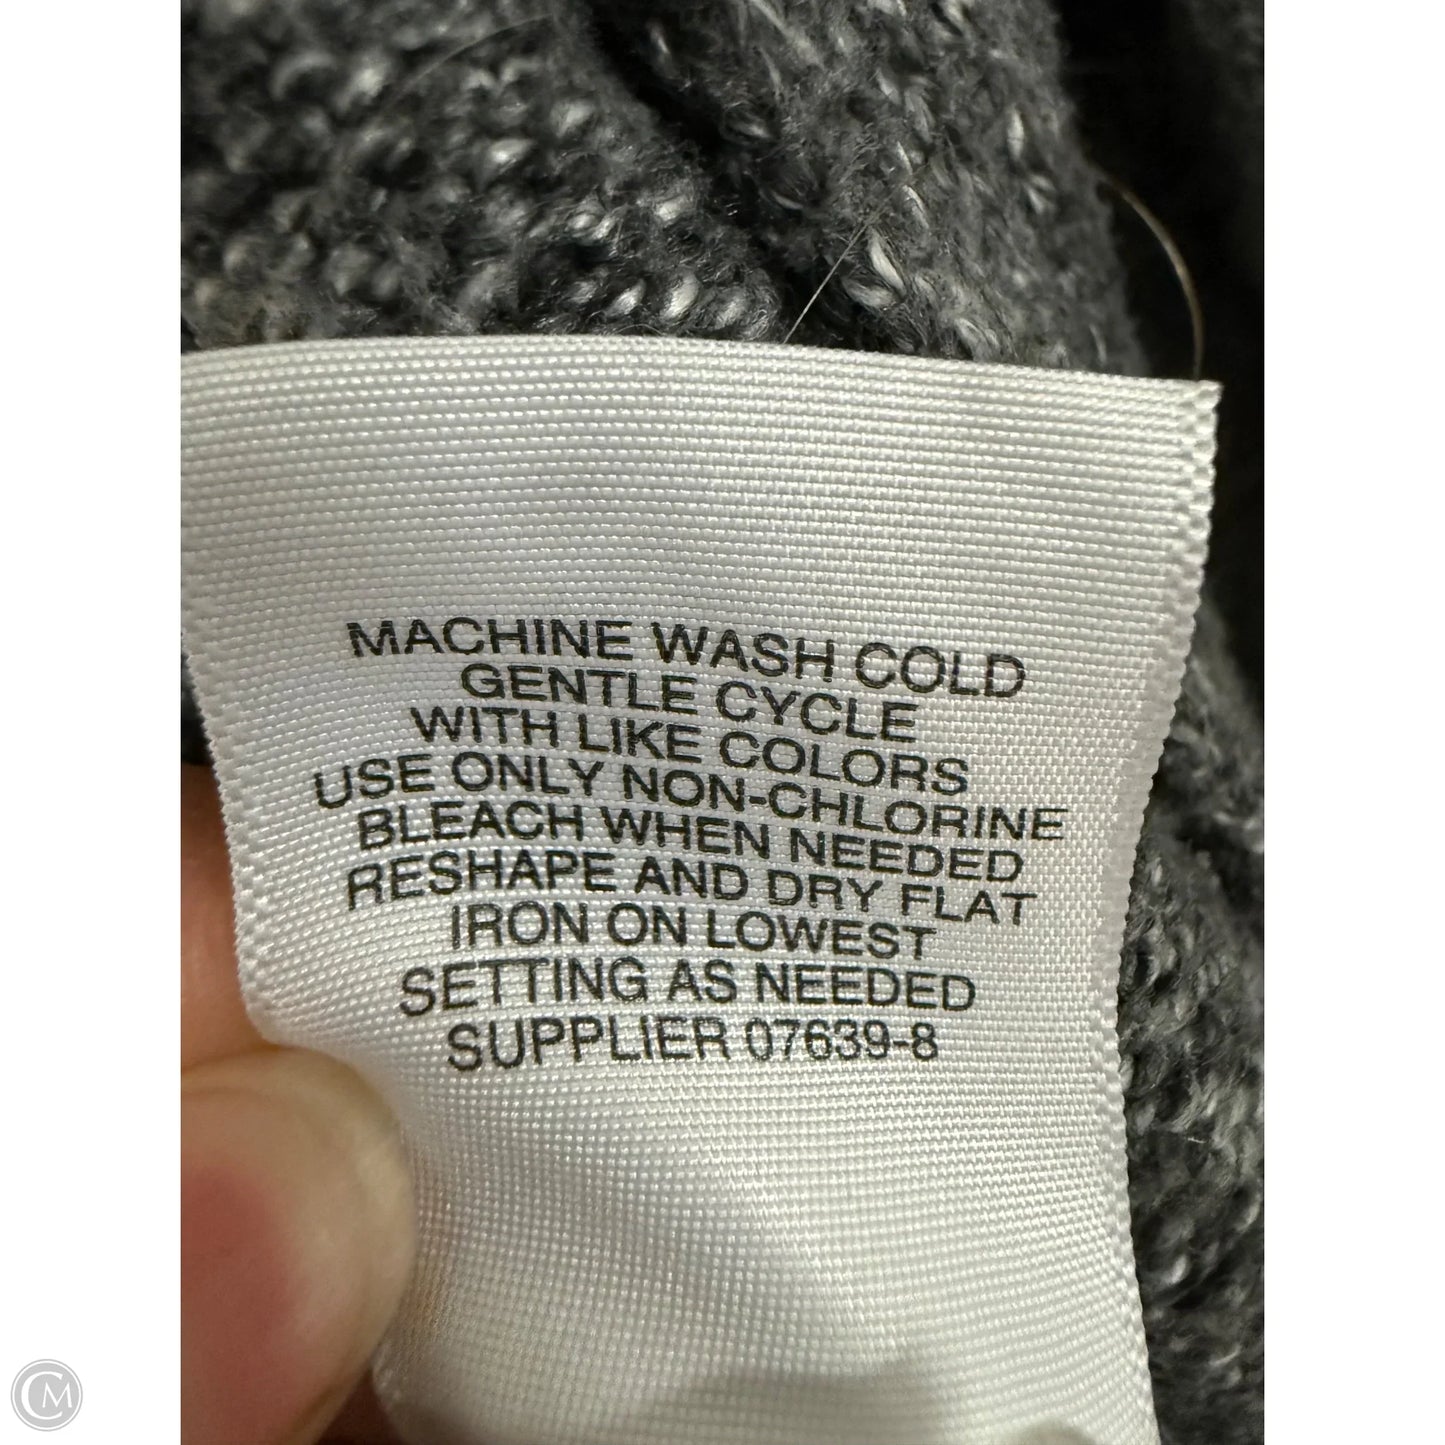 MACHINE WASH COLD
GENTLE CYCLE
WITH LIKE COLORS
USE ONLY NON-CHLORINE
BLEACH WHEN NEEDED
RESHAPE AND DRY FLAT
IRON ON LOWEST
SETTING AS NEEDED
SUPPLIER 07639-8
CM